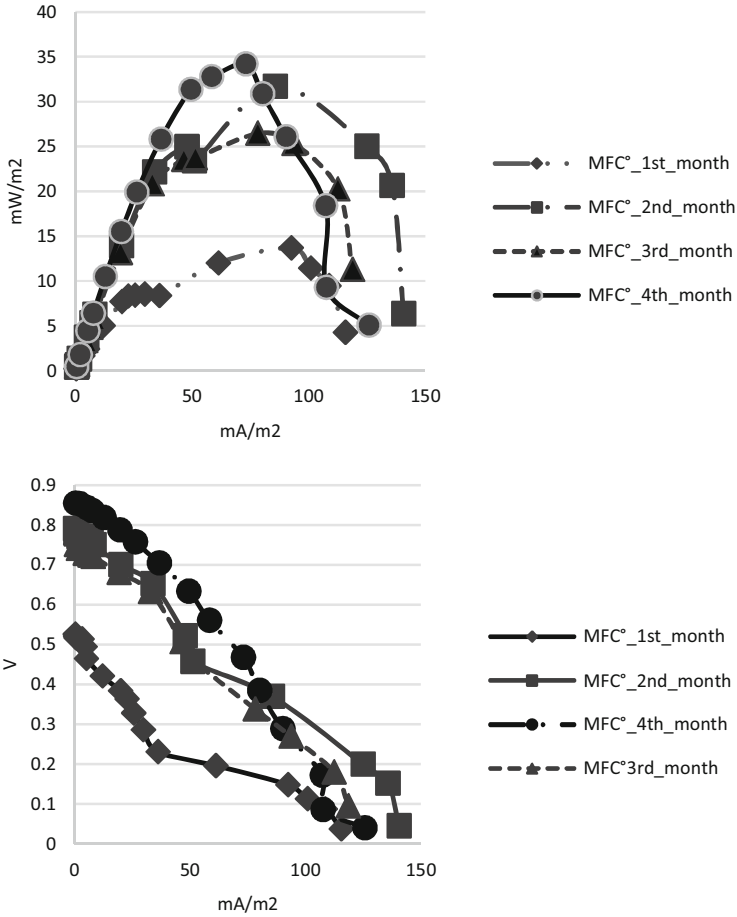 40
35
30
25
20
15
10
5
0
mW/m2
0 50 100 150
mA/m2
MFC°_1st_month
MFC°_2nd_month
MFC°_3rd_month
MFC°_4th_month
0.9
0.8
0.7
0.6
0.5
0.4
0.3
0.2
0.1
0
V
0 50 100 150
mA/m2
MFC°_1st_month
MFC°_2nd_month
MFC°_4th_month
MFC°3rd_month